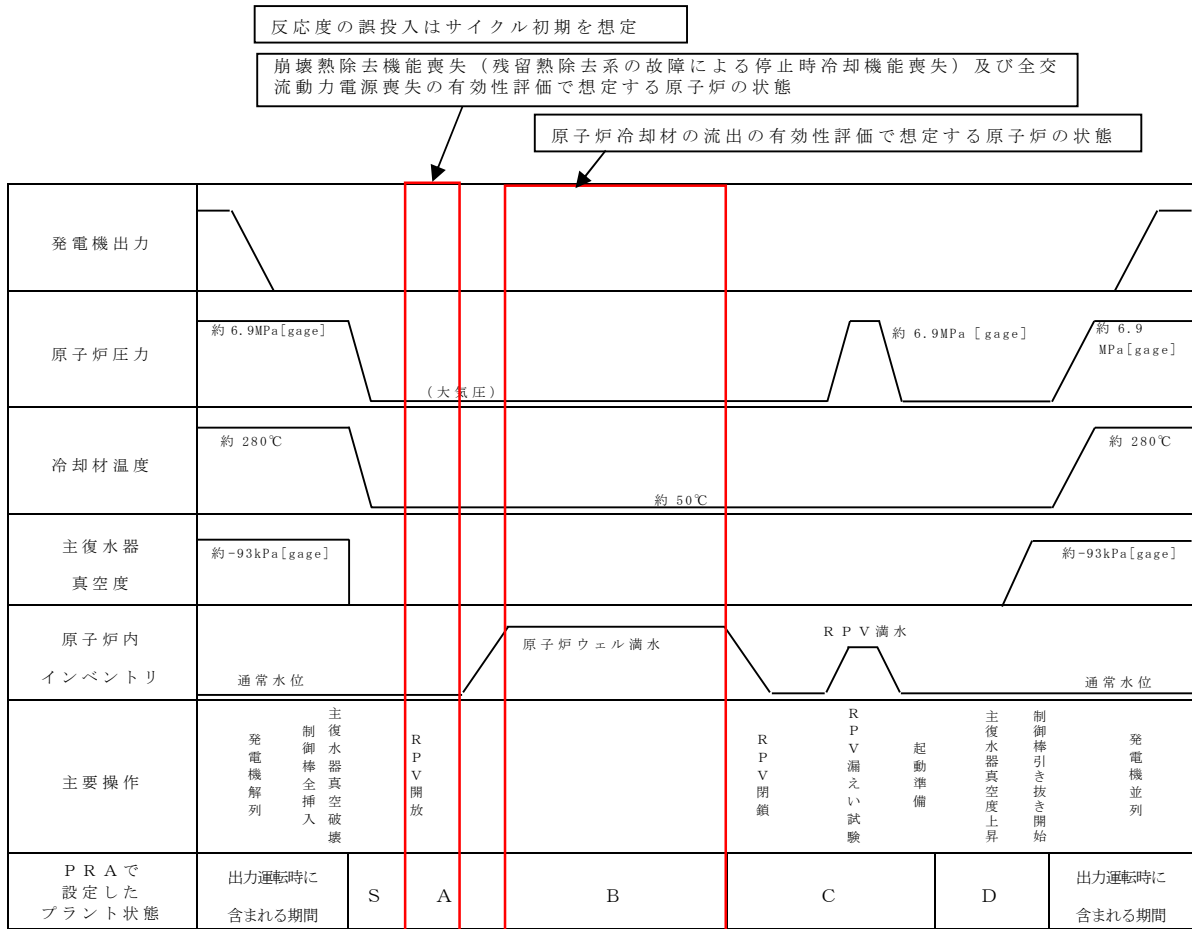 反応度の誤投入はサイクル初期を想定
崩壊熱除去機能喪失（残留熱除去系の故障による停止時冷却機能喪失）及び全交
流動力電源喪失の有効性評価で想定する原子炉の状態
原子炉冷却材の流出の有効性評価で想定する原子炉の状態
発電機出力
原子炉圧力
約 6.9MPa[gage]
(大気圧)
約 6.9MPa [gage]
約 6.9
MPa[gage]
冷却材温度
約 280℃
約 50℃
約 280℃
主復水器
真空度
約-93kPa[gage]
約-93kPa[gage]
原子炉内
インベントリ
通常水位
原子炉ウェル満水
ＲＰＶ満水
通常水位
主要操作
発電機解列
制御棒全挿入
主復水器真空破壊
ＲＰＶ開放
ＲＰＶ閉鎖
ＲＰＶ漏えい試験
起動準備
主復水器真空度上昇
制御棒引き抜き開始
発電機並列
ＰＲＡで
設定した
プラント状態
出力運転時に
含まれる期間
S
A
B
C
D
出力運転時に
含まれる期間